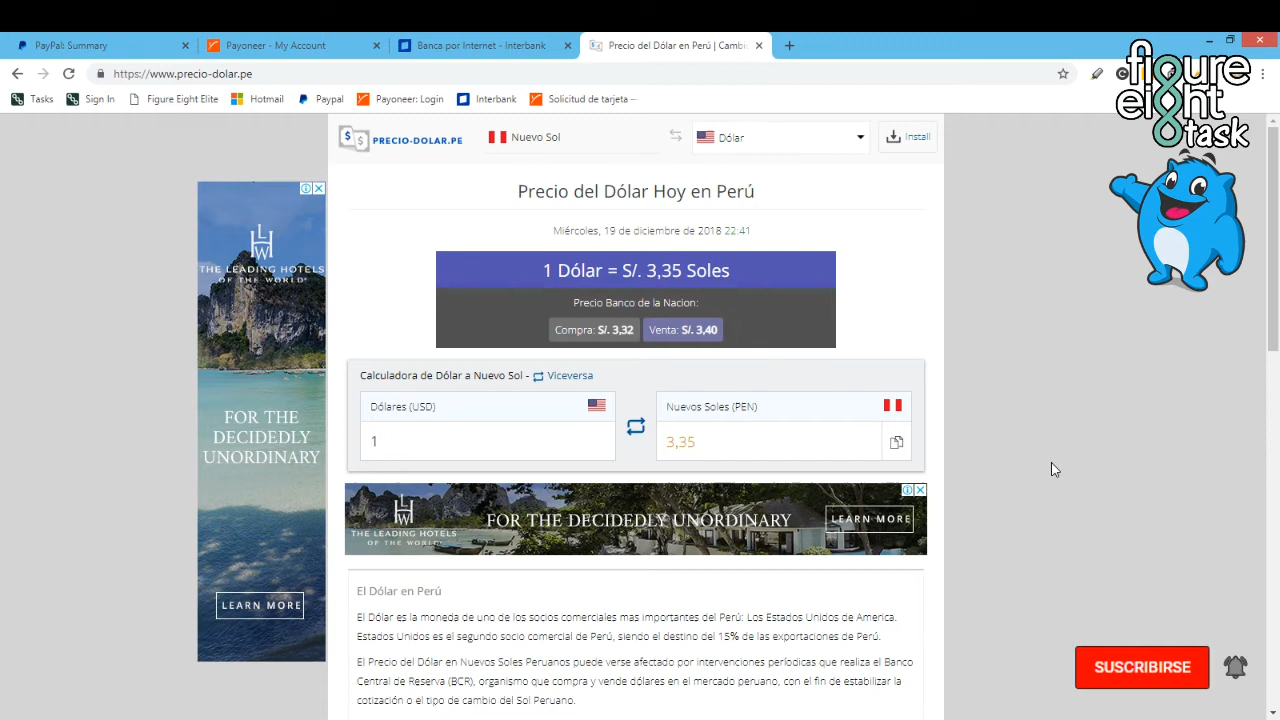 PayPal: Summary
Payoneer - My Account
Banca por Internet - Interbank
Precio del Dólar en Perú | Cambi
https://www.precio-dolar.pe
Tasks
Sign In
Figure Eight Elite
Hotmail
Paypal
Payoneer: Login
Interbank
Solicitud de tarjeta –
figure
eight
task
PRECIO-DOLAR.PE
Nuevo Sol
Dólar
Install
Precio del Dólar Hoy en Perú
Miércoles, 19 de diciembre de 2018 22:41
1 Dólar = S/. 3,35 Soles
Precio Banco de la Nacion:
Compra: S/. 3,32
Venta: S/. 3,40
LHW
THE LEADING HOTELS
OF THE WORLD
FOR THE
DECIDEDLY
UNORDINARY
LEARN MORE
Calculadora de Dólar a Nuevo Sol - Viceversa
Dólares (USD)
Nuevos Soles (PEN)
1
3,35
LHW
THE LEADING HOTELS
OF THE WORLD
FOR THE DECIDEDLY UNORDINARY
LEARN MORE
El Dólar en Perú
El Dólar es la moneda de uno de los socios comerciales mas importantes del Perú: Los Estados Unidos de America.
Estados Unidos es el segundo socio comercial de Perú, siendo el destino del 15% de las exportaciones de Perú.
El Precio del Dólar en Nuevos Soles Peruanos puede verse afectado por intervenciones períodicas que realiza el Banco
Central de Reserva (BCR), organismo que compra y vende dólares en el mercado peruano, con el fin de estabilizar la
cotización o el tipo de cambio del Sol Peruano.
SUSCRIBIRSE